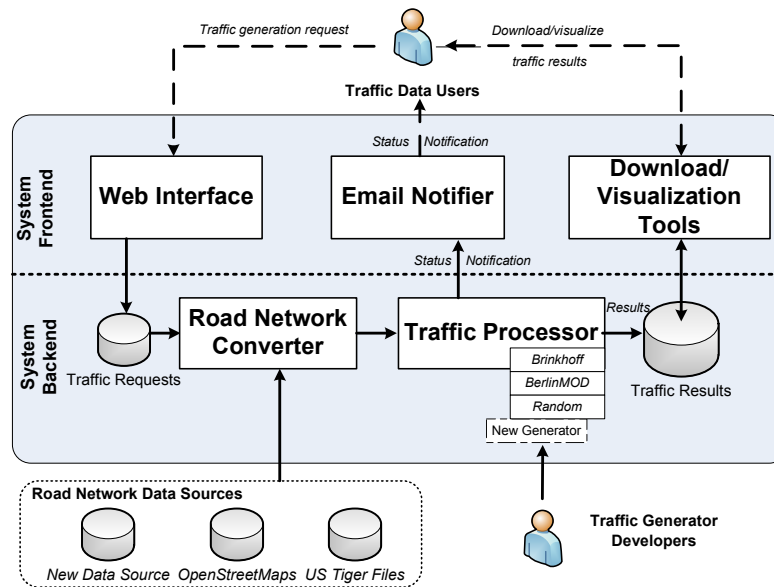 Traffic generation request
Download/visualize
traffic results
Traffic Data Users
Status Notification
System
Frontend
Web Interface
Email Notifier
Download/
Visualization
Tools
Status Notification
System
Backend
Traffic Requests
Road Network
Converter
Traffic Processor
Brinkhoff
BerlinMOD
Random
New Generator
Results
Traffic Results
Road Network Data Sources
New Data Source
OpenStreetMaps
US Tiger Files
Traffic Generator
Developers